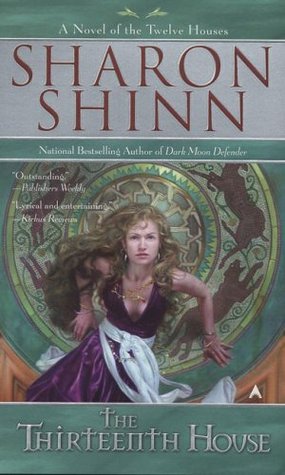 A Novel of the Twelve Houses
SHARON
SHINN
National Bestselling Author of Dark Moon Defender
"Outstanding."
—Publishers Weekly
"Lyrical and entertaining."
—Kirkus Reviews
THE
THIRTEENTH HOUSE